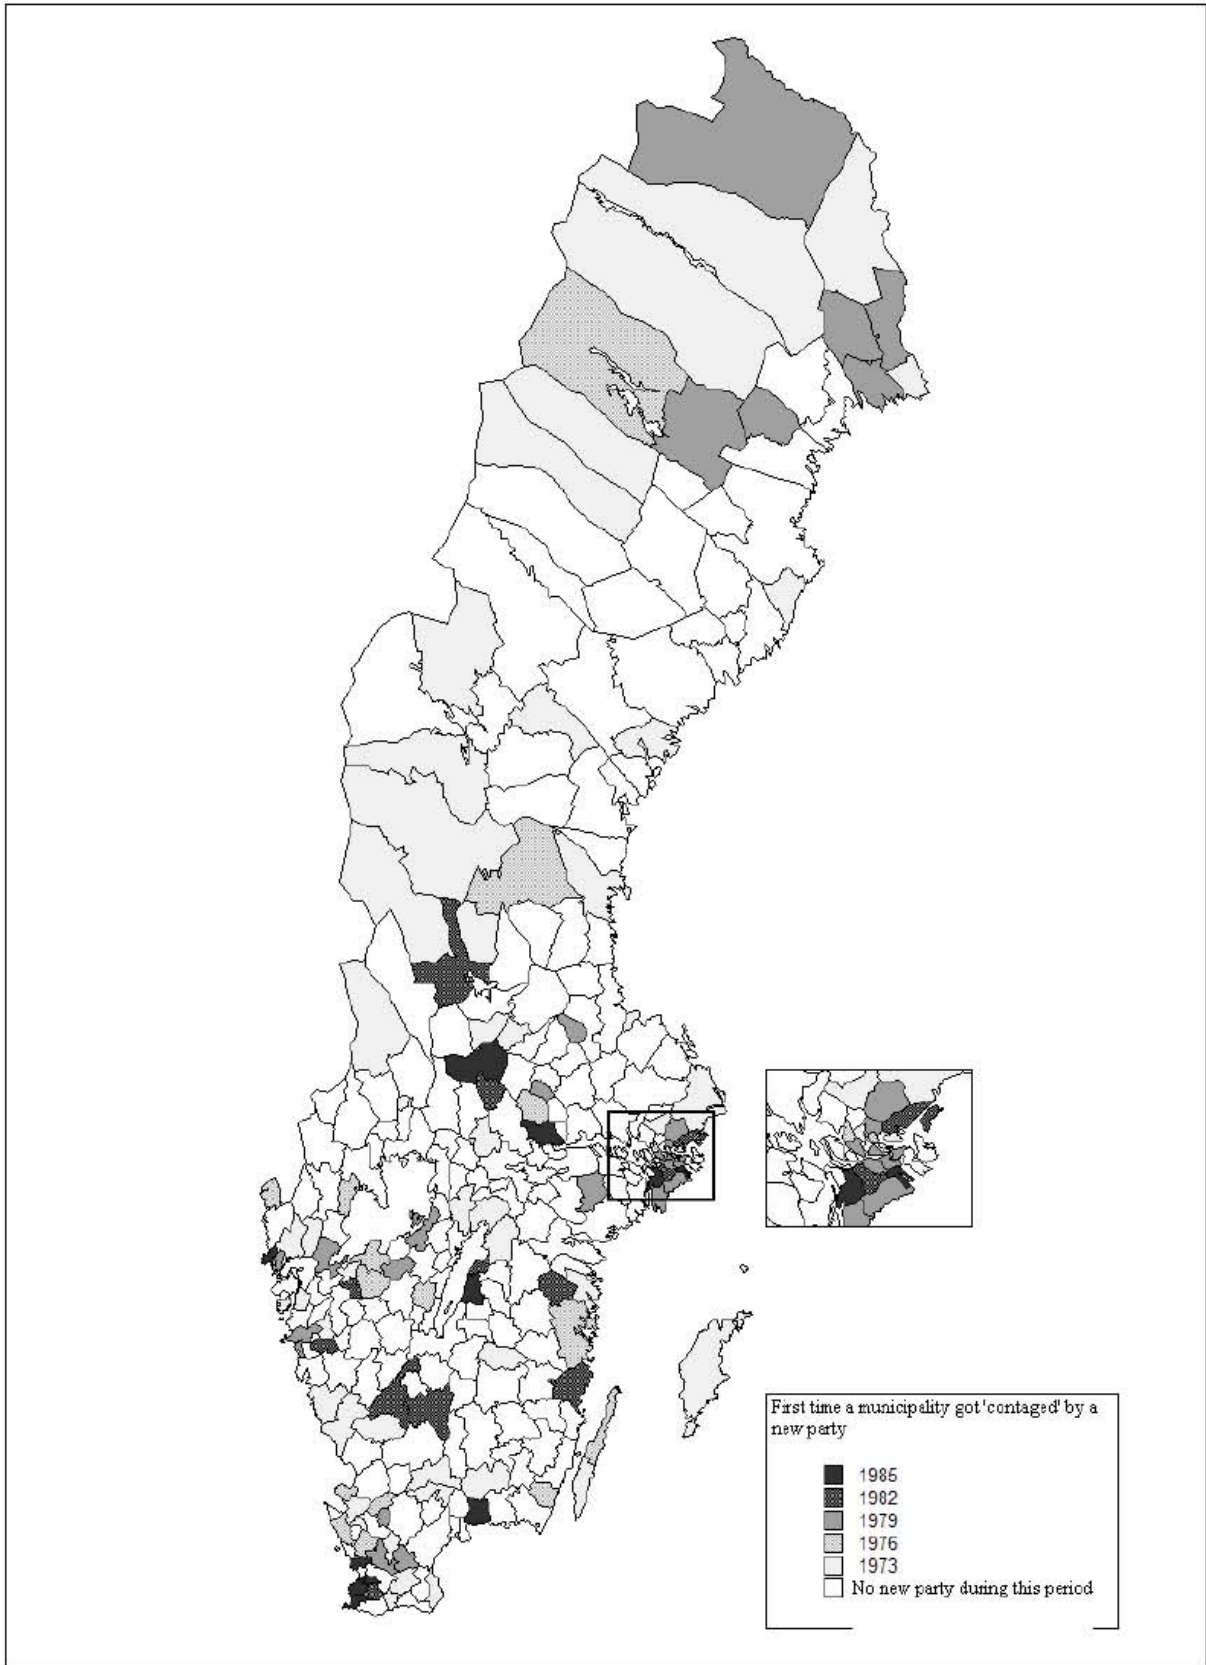 First time a municipality got 'contaged' by a
new party
1985
1982
1979
1976
1973
No new party during this period